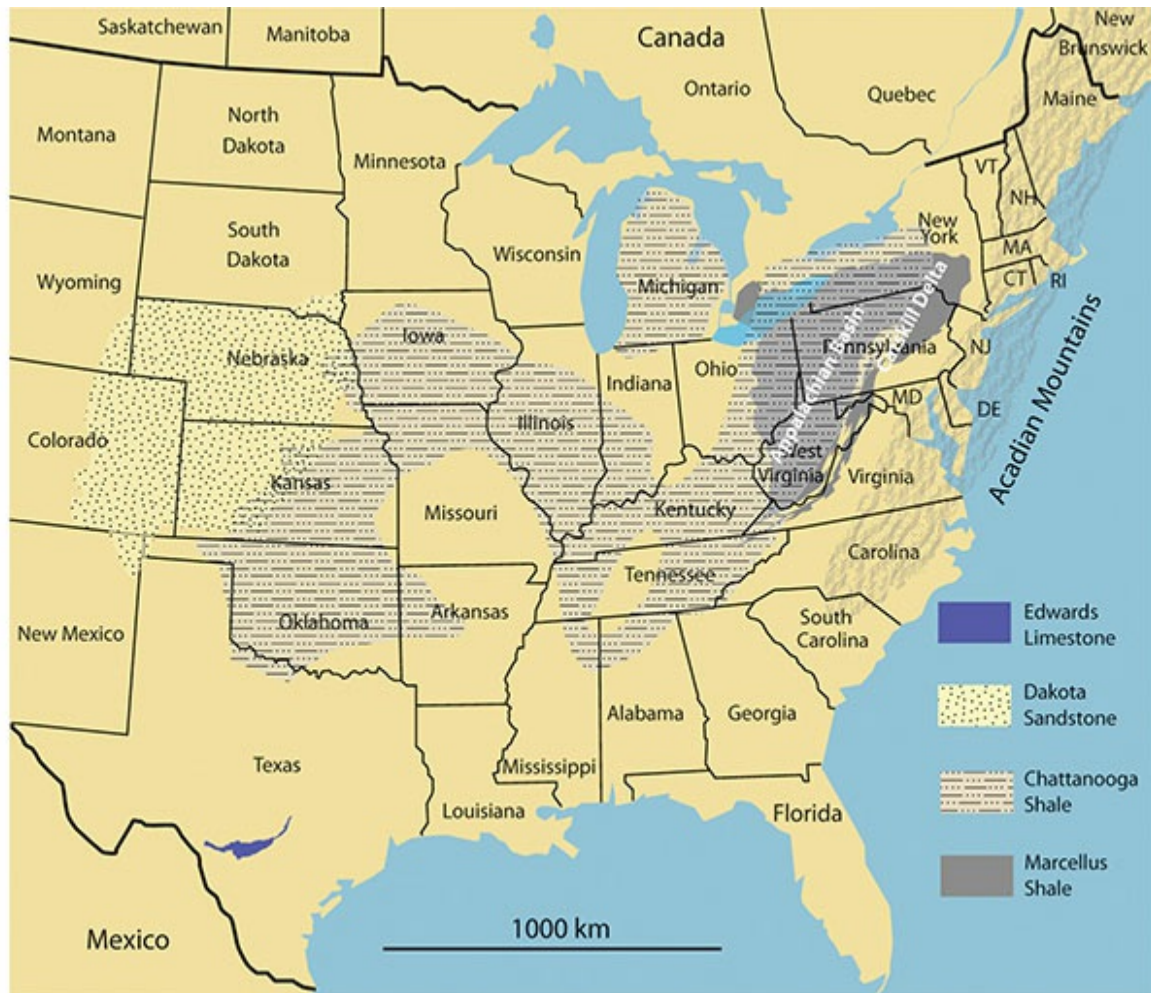 Saskatchewan
Manitoba
Canada
New
Brunswick
Ontario
Quebec
Maine
Montana
North
Dakota
Minnesota
VT
NH
New
York
South
Dakota
Wisconsin
MA
Wyoming
Michigan
CT
RI
Iowa
Nebraska
Pennsylvania
NJ
Ohio
Indiana
Appalachian Basin
Catskill Delta
MD
DE
Acadian Mountains
Illinois
Colorado
West
Virginia
Virginia
Kansas
Missouri
Kentucky
Carolina
Tennessee
Oklahoma
Arkansas
New Mexico
South
Carolina
Edwards
Limestone
Dakota
Sandstone
Alabama
Georgia
Texas
Mississippi
Chattanooga
Shale
Louisiana
Florida
Marcellus
Shale
1000 km
Mexico